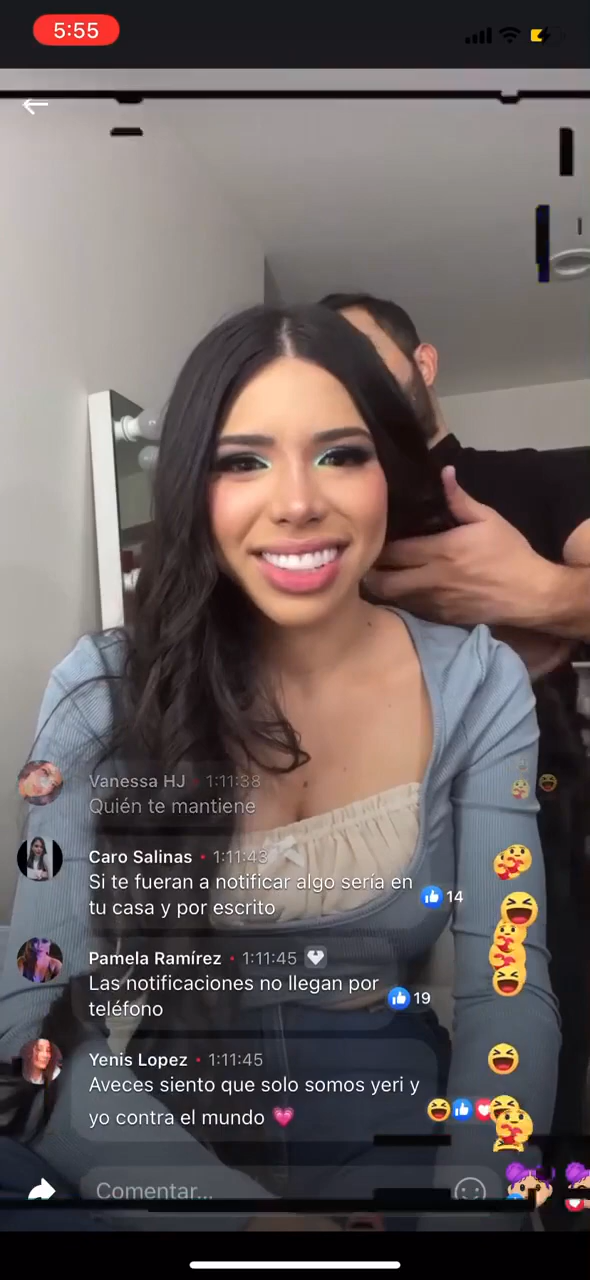 5:55
Vanessa HJ • 1:11:38
Quién te mantiene
Caro Salinas • 1:11:43
Si te fueran a notificar algo sería en
tu casa y por escrito
14
Pamela Ramírez • 1:11:45
Las notificaciones no llegan por
teléfono
19
Yenis Lopez • 1:11:45
Aveces siento que solo somos yeri y
yo contra el mundo 💗
Comentar...